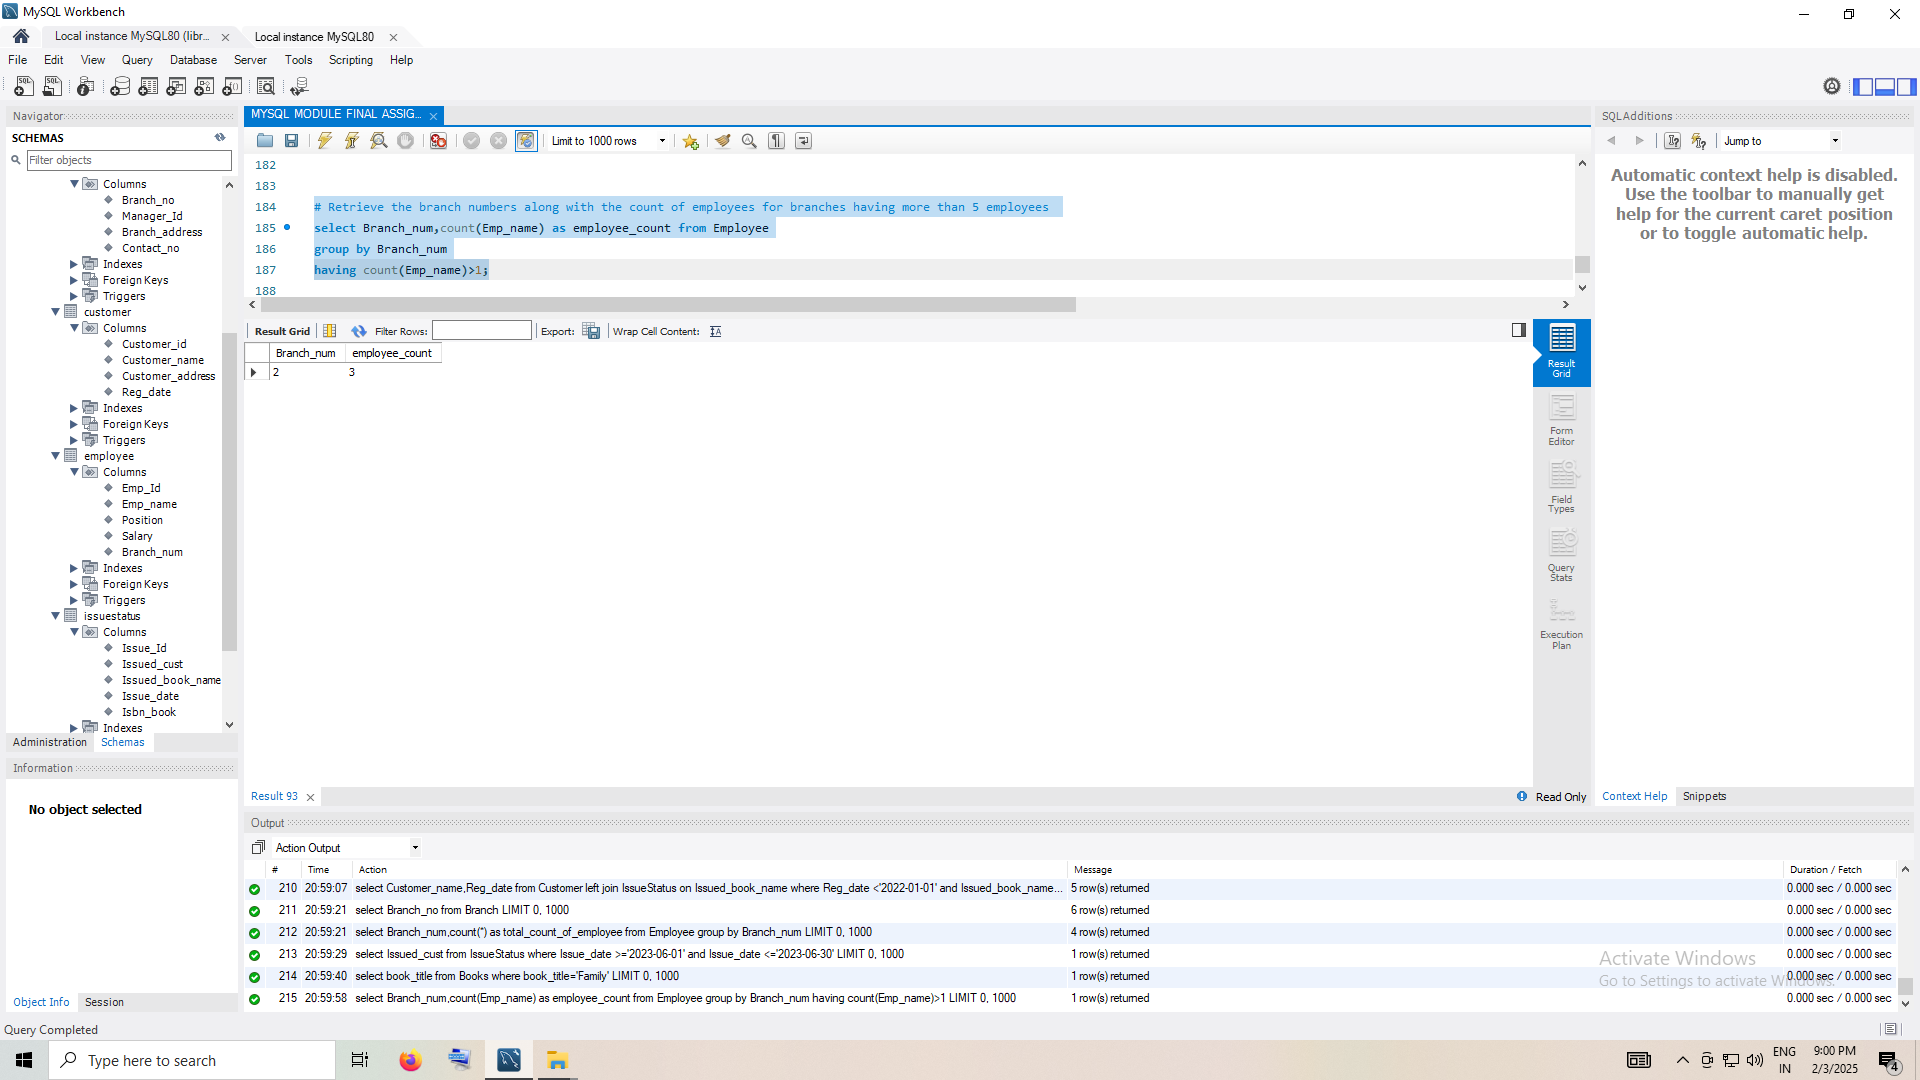 MySQL Workbench
Local instance MySQL80 (libr...
Local instance MySQL80
File Edit View Query Database Server Tools Scripting Help
Navigator
SCHEMAS
Filter objects
Columns
Branch_no
Manager_Id
Branch_address
Contact_no
Indexes
Foreign Keys
Triggers
customer
Columns
Customer_id
Customer_name
Customer_address
Reg_date
Indexes
Foreign Keys
Triggers
employee
Columns
Emp_Id
Emp_name
Position
Salary
Branch_num
Indexes
Foreign Keys
Triggers
issuestatus
Columns
Issue_Id
Issued_cust
Issued_book_name
Issue_date
Isbn_book
Indexes
Administration Schemas
Information
No object selected
Object Info Session
Query Completed
MYSQL MODULE FINAL ASSIG...
Limit to 1000 rows
182
183
184 # Retrieve the branch numbers along with the count of employees for branches having more than 5 employees
185 select Branch_num,count(Emp_name) as employee_count from Employee
186 group by Branch_num
187 having count(Emp_name)>1;
188
Result Grid Filter Rows: Export: Wrap Cell Content:
Branch_num employee_count
2 3
Result Grid
Form Editor
Field Types
Query Stats
Execution Plan
Result 93
Read Only
SQLAdditions
Jump to
Automatic context help is disabled.
Use the toolbar to manually get
help for the current caret position
or to toggle automatic help.
Context Help Snippets
Output
Action Output
# Time Action Message Duration / Fetch
210 20:59:07 select Customer_name,Reg_date from Customer left join IssueStatus on Issued_book_name where Reg_date <'2022-01-01' and Issued_book_name... 5 row(s) returned 0.000 sec / 0.000 sec
211 20:59:21 select Branch_no from Branch LIMIT 0, 1000 6 row(s) returned 0.000 sec / 0.000 sec
212 20:59:21 select Branch_num,count(*) as total_count_of_employee from Employee group by Branch_num LIMIT 0, 1000 4 row(s) returned 0.000 sec / 0.000 sec
213 20:59:29 select Issued_cust from IssueStatus where Issue_date >='2023-06-01' and Issue_date <='2023-06-30' LIMIT 0, 1000 1 row(s) returned 0.000 sec / 0.000 sec
214 20:59:40 select book_title from Books where book_title='Family' LIMIT 0, 1000 1 row(s) returned 0.000 sec / 0.000 sec
215 20:59:58 select Branch_num,count(Emp_name) as employee_count from Employee group by Branch_num having count(Emp_name)>1 LIMIT 0, 1000 1 row(s) returned 0.000 sec / 0.000 sec
Activate Windows
Go to Settings to activate Windows.
Type here to search
ENG
IN
9:00 PM
2/3/2025
4